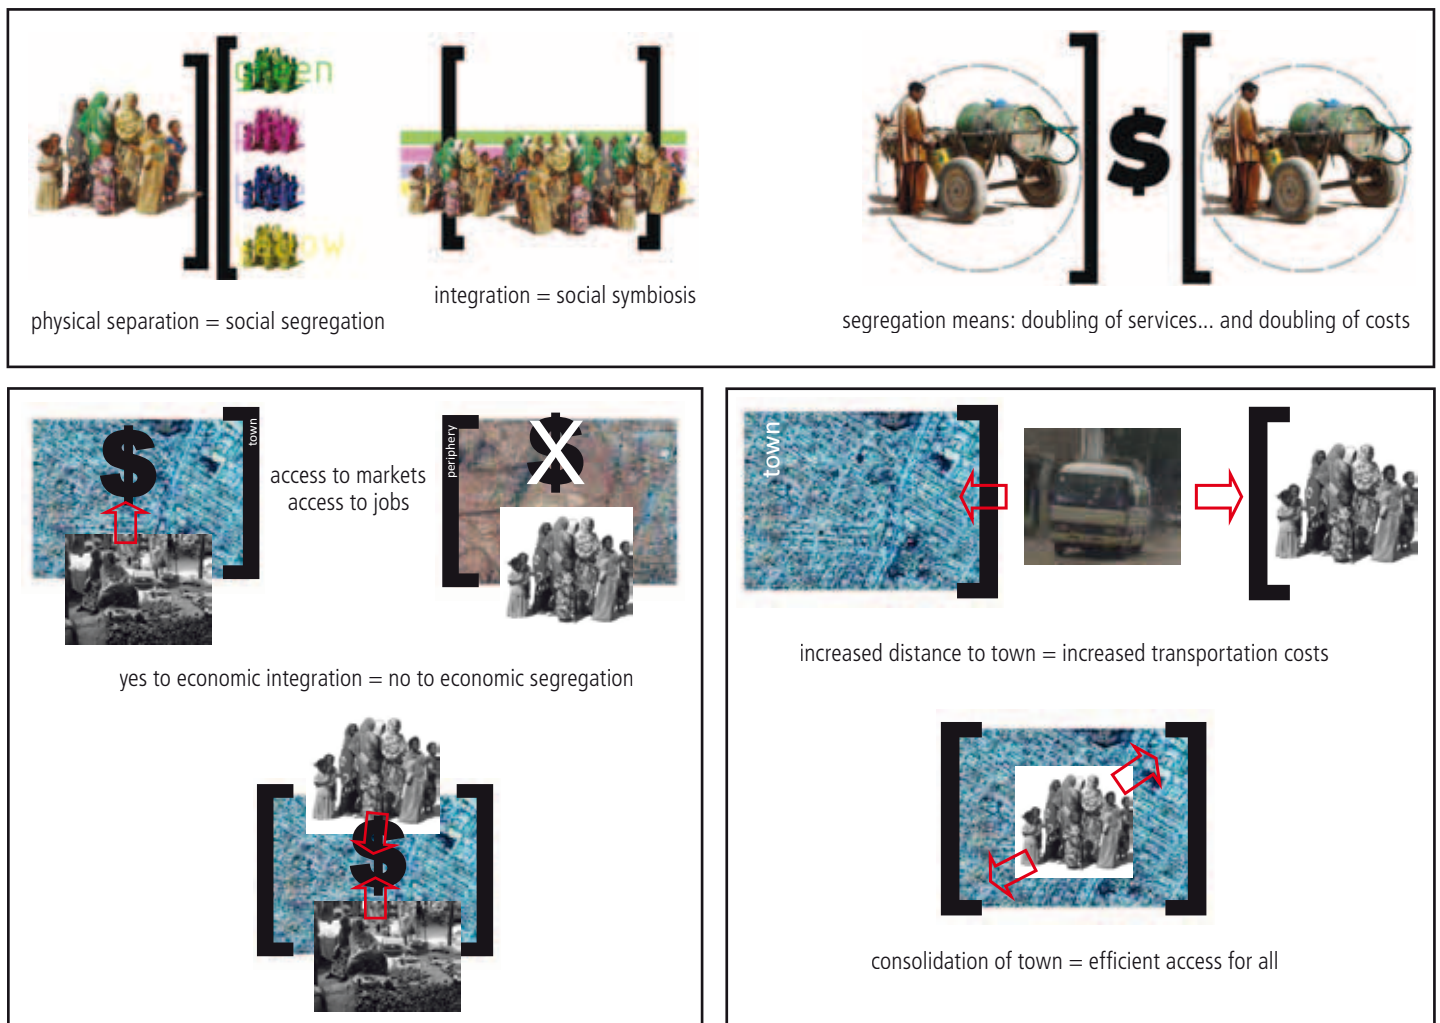 green
yellow
physical separation = social segregation
integration = social symbiosis
$
segregation means: doubling of services... and doubling of costs
$
town
access to markets
access to jobs
periphery
$
X
yes to economic integration = no to economic segregation
$
town
increased distance to town = increased transportation costs
consolidation of town = efficient access for all